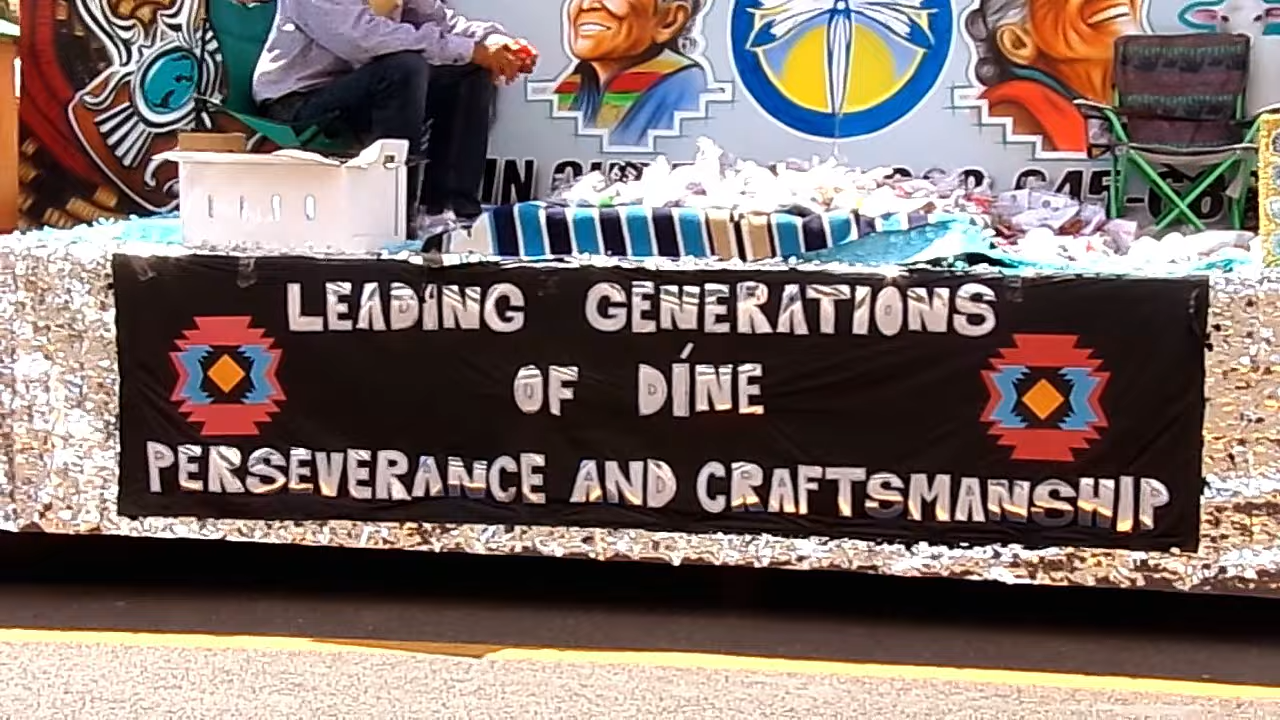 LEADING GENERATIONS
OF DÍNE
PERSEVERANCE AND CRAFTSMANSHIP